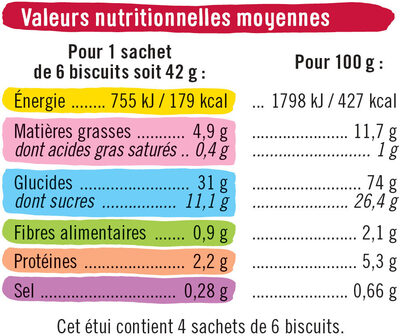 Valeurs nutritionnelles moyennes
Pour 1 sachet
de 6 biscuits soit 42 g :
Pour 100 g :
Énergie ........ 755 kJ / 179 kcal ... 1798 kJ / 427 kcal
Matières grasses ........ 4,9 g .................. 11,7 g
dont acides gras saturés .. 0,4 g ........................ 1 g
Glucides ...................... 31 g ..................... 74 g
dont sucres ................. 11,1 g .................. 26,4 g
Fibres alimentaires ....... 0,9 g .................... 2,1 g
Protéines .................... 2,2 g .................... 5,3 g
Sel .............................. 0,28 g .................. 0,66 g
Cet étui contient 4 sachets de 6 biscuits.